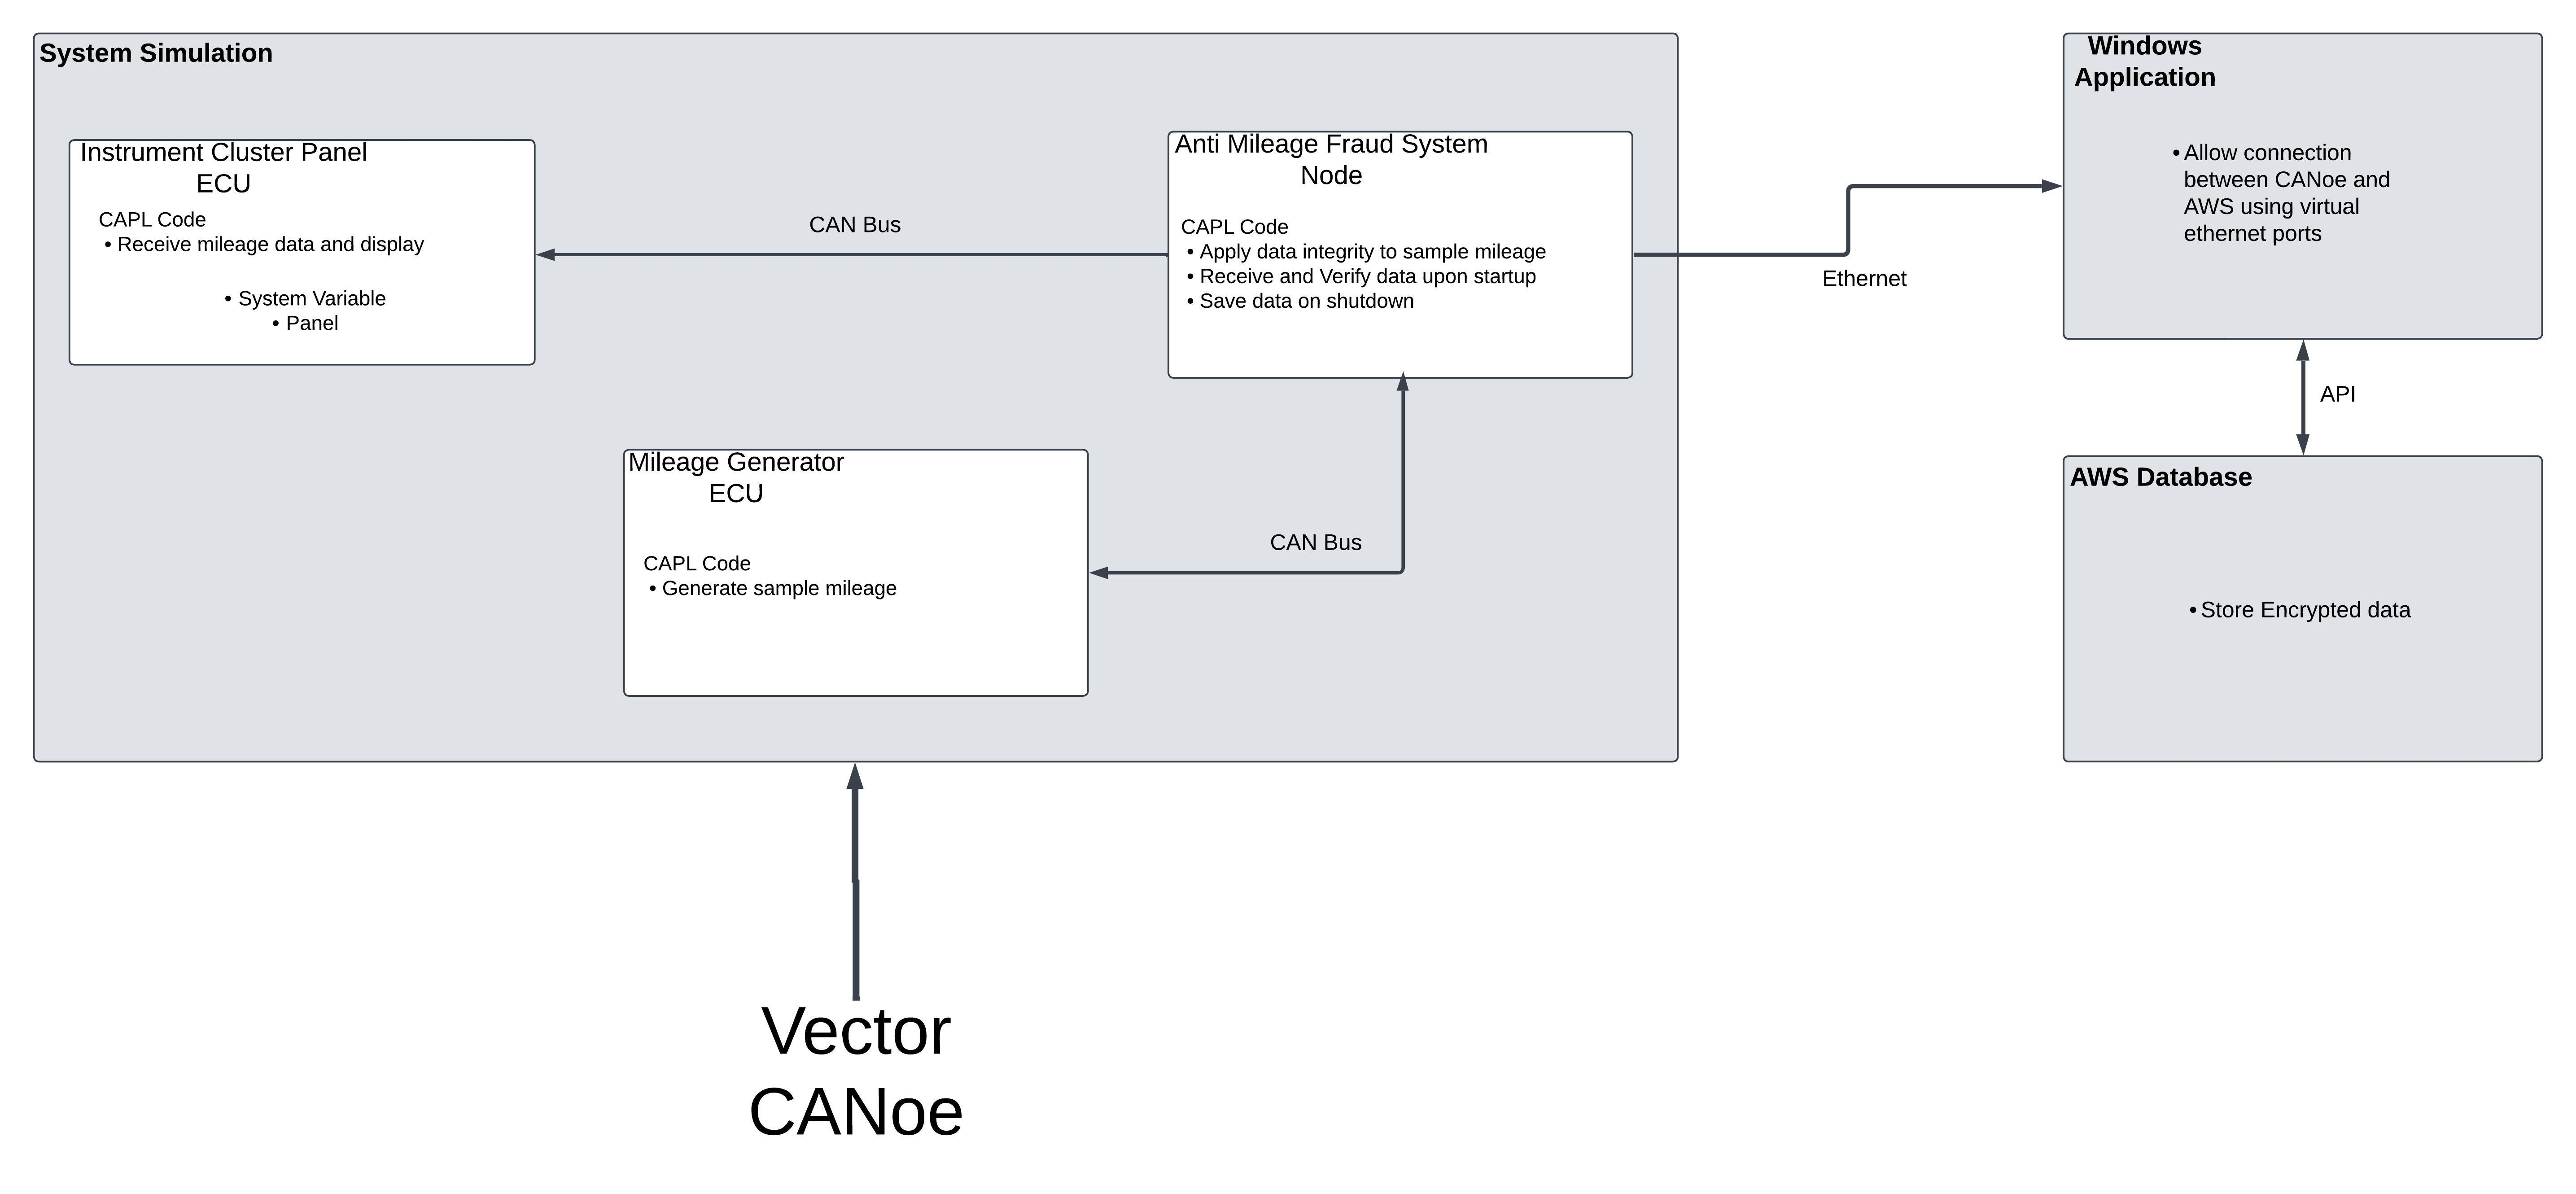 System Simulation
Instrument Cluster Panel
ECU
CAPL Code
• Receive mileage data and display
• System Variable
• Panel
CAN Bus
Anti Mileage Fraud System
Node
CAPL Code
• Apply data integrity to sample mileage
• Receive and Verify data upon startup
• Save data on shutdown
Mileage Generator
ECU
CAPL Code
• Generate sample mileage
CAN Bus
Ethernet
Windows
Application
• Allow connection
between CANoe and
AWS using virtual
ethernet ports
API
AWS Database
• Store Encrypted data
Vector
CANoe